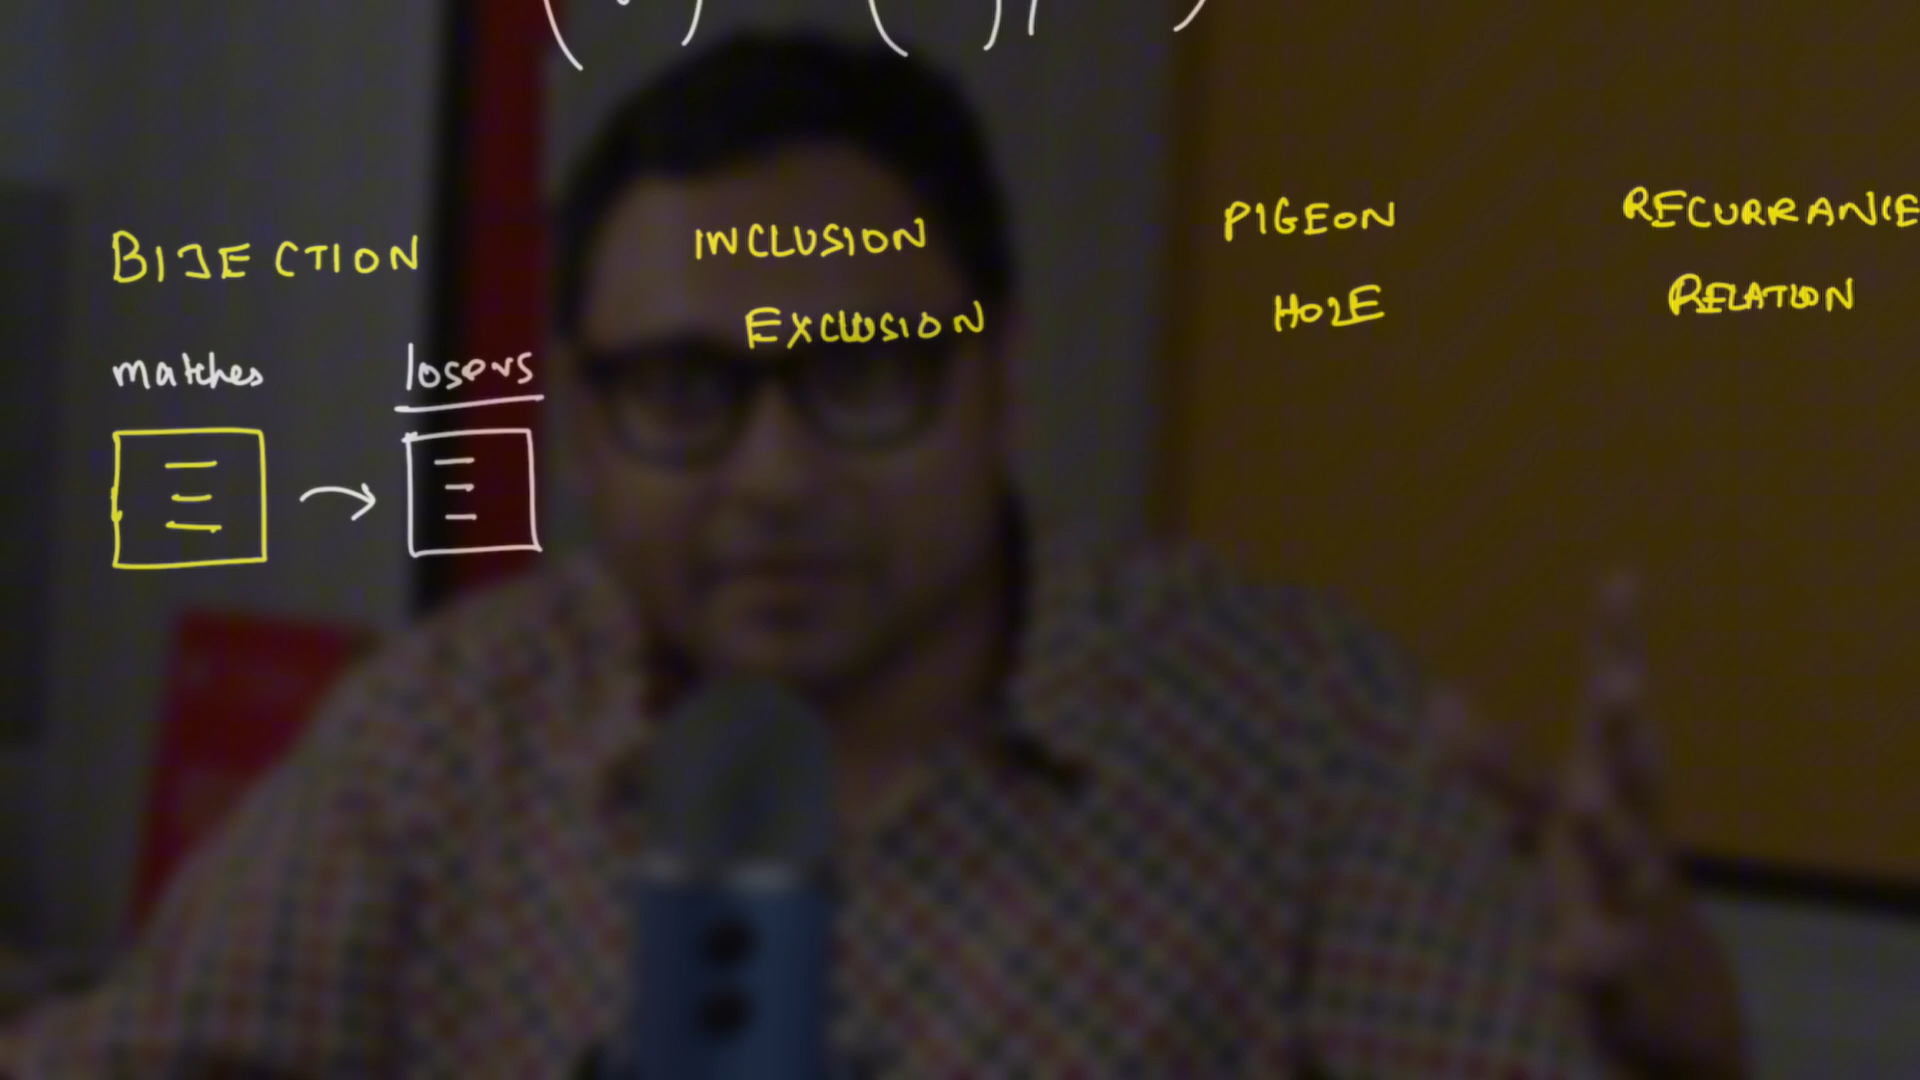 BIJECTION
matches
losers
INCLUSION
EXCLUSION
PIGEON
HOLE
RECURRANCE
RELATION